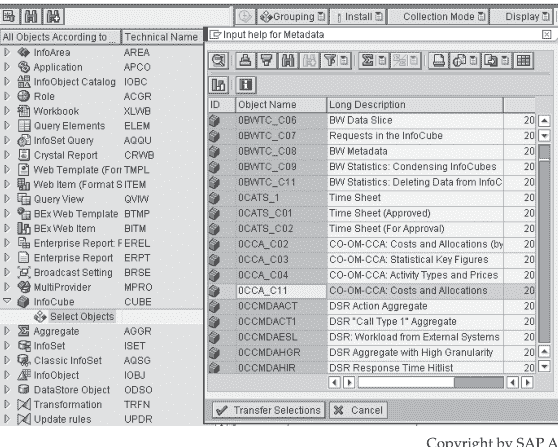 Grouping Install Collection Mode Display
All Objects According to ... Technical Name
InfoArea AREA
Application APCO
InfoObject Catalog IOBC
Role ACGR
Workbook XLWB
Query Elements ELEM
InfoSet Query AQQU
Crystal Report CRWB
Web Template (Forr TMPL
Web Item (Format S ITEM
Query View QVIW
BEx Web Template BTMP
BEx Web Item BITM
Enterprise Report: F EREL
Enterprise Report ERPT
Broadcast Setting BRSE
MultiProvider MPRO
InfoCube CUBE
Select Objects
Aggregate AGGR
InfoSet ISET
Classic InfoSet AQSG
InfoObject IOBJ
DataStore Object ODSO
Transformation TRFN
Update rules UPDR
Input help for Metadata
ID Object Name Long Description
0BWTC_C06 BW Data Slice 20
0BWTC_C07 Requests in the InfoCube 20
0BWTC_C08 BW Metadata 20
0BWTC_C09 BW Statistics: Condensing InfoCubes 20
0BWTC_C11 BW Statistics: Deleting Data from InfoC 20
0CATS_1 Time Sheet 20
0CATS_C01 Time Sheet (Approved) 20
0CATS_C02 Time Sheet (For Approval) 20
0CCA_C02 CO-OM-CCA: Costs and Allocations (by 20
0CCA_C03 CO-OM-CCA: Statistical Key Figures 20
0CCA_C04 CO-OM-CCA: Activity Types and Prices 20
0CCA_C11 CO-OM-CCA: Costs and Allocations 20
0CCMDAACT DSR Action Aggregate 20
0CCMDACT1 DSR "Call Type 1" Aggregate 20
0CCMDAESL DSR: Workload from External Systems 20
0CCMDAHGR DSR Aggregate with High Granularity 20
0CCMDAHIR DSR Response Time Hitlist 20
Transfer Selections Cancel
Copyright by SAP A